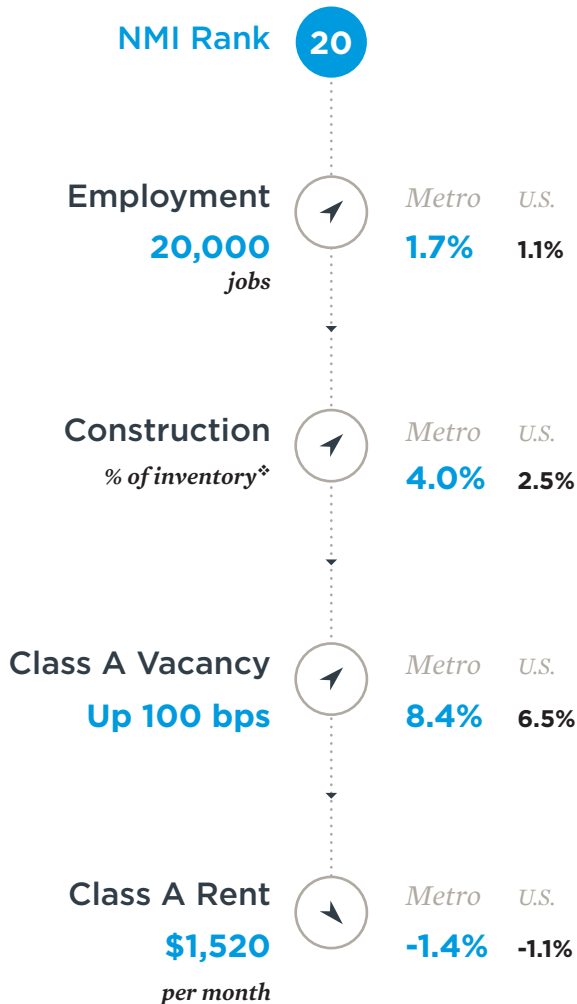 NMI Rank 20
Employment Metro U.S.
20,000 1.7% 1.1%
jobs
Construction Metro U.S.
% of inventory❖ 4.0% 2.5%
Class A Vacancy Metro U.S.
Up 100 bps 8.4% 6.5%
Class A Rent Metro U.S.
$1,520 -1.4% -1.1%
per month